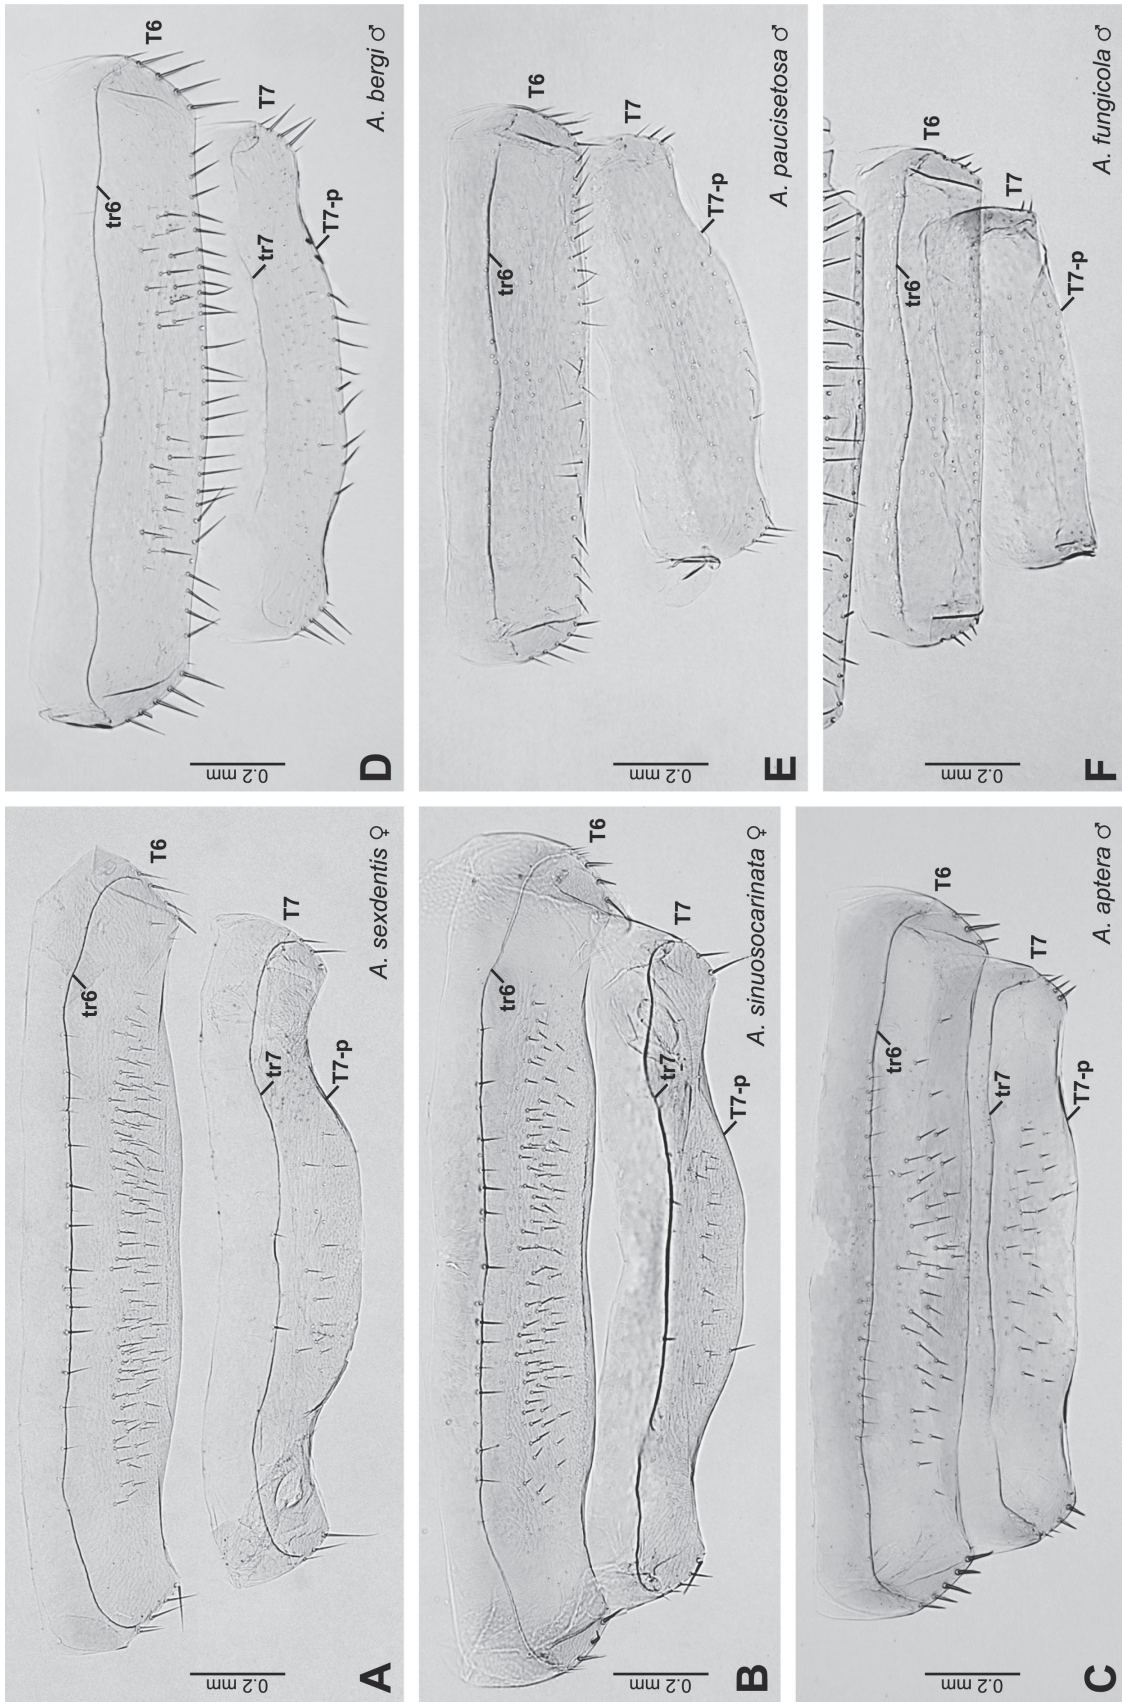 T6
tr6
T7
tr7
T7-p
0.2 mm
A
A. sexdentis ♀
T6
tr6
T7
tr7
T7-p
0.2 mm
B
A. sinuosocarinata ♀
T6
tr6
T7
tr7
T7-p
0.2 mm
C
A. aptera ♂
T6
tr6
T7
tr7
T7-p
0.2 mm
D
A. bergi ♂
T6
tr6
T7
T7-p
0.2 mm
E
A. paucisetosa ♂
T6
tr6
T7
T7-p
0.2 mm
F
A. fungicola ♂